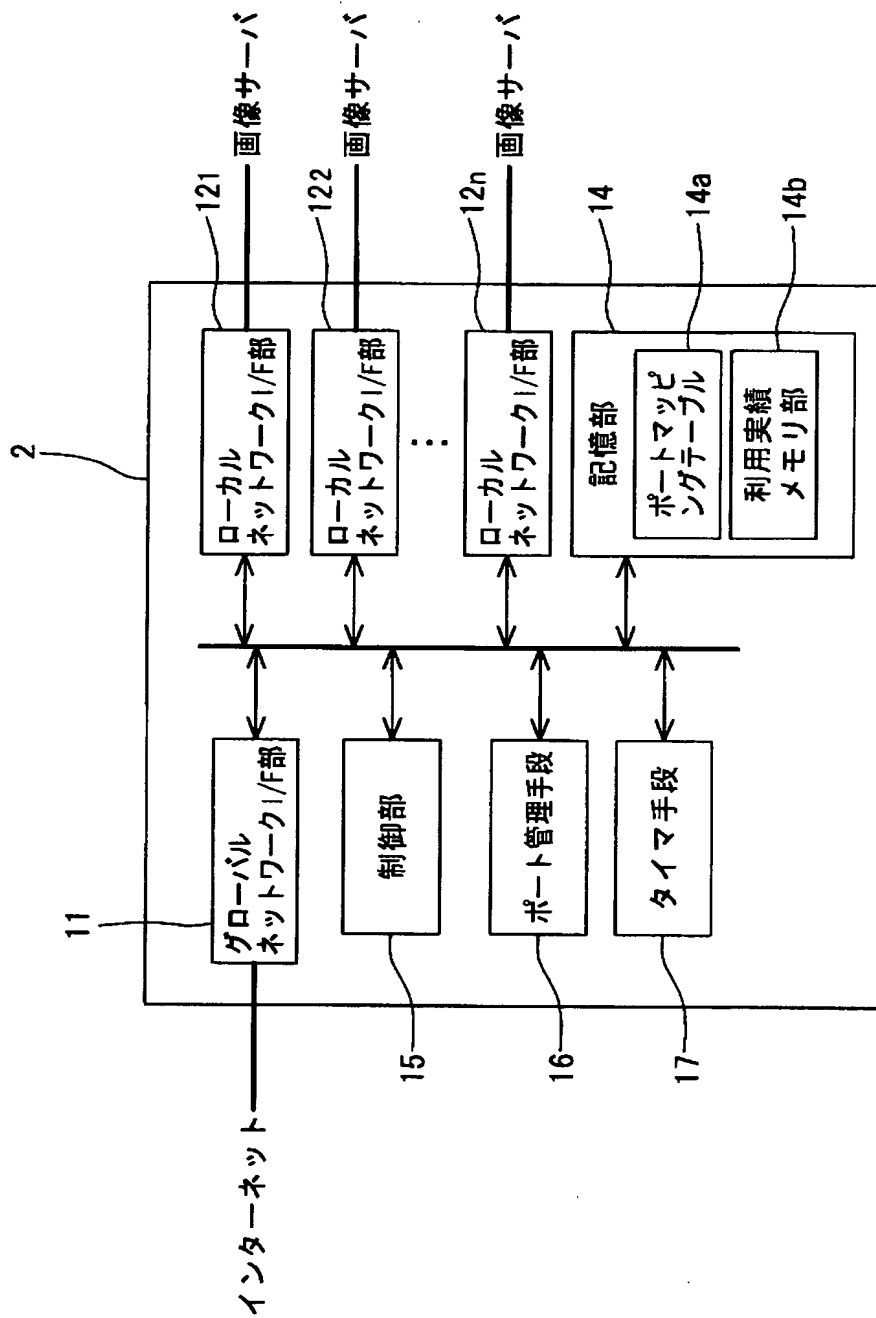 2
インターネット
11
グローバル
ネットワークI/F部
15
制御部
16
ポート管理手段
17
タイマ手段
121
ローカル
ネットワークI/F部
画像サーバ
122
ローカル
ネットワークI/F部
画像サーバ
12n
ローカル
ネットワークI/F部
画像サーバ
14
記憶部
14a
ポートマッピ
ングテーブル
14b
利用実績
メモリ部